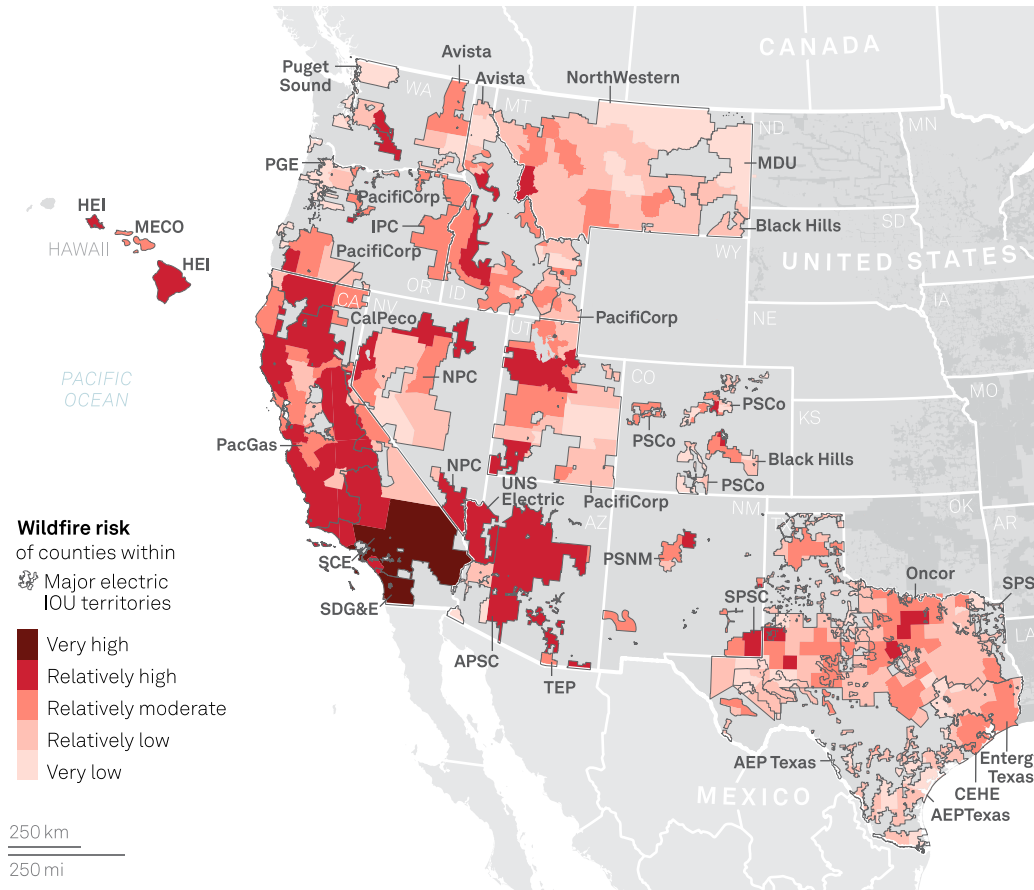 CANADA
Avista
Puget
Sound
Avista
NorthWestern
WA
MT
ND
MN
PGE
MDU
PacifiCorp
HEI
MECO
IPC
Black Hills
SD
HAWAII
HEI
PacifiCorp
WY
UNITED STATES
OR
ID
IA
CA
NV
CalPeco
PacifiCorp
NE
UT
PACIFIC
OCEAN
NPC
CO
MO
PSCo
KS
PacGas
PSCo
NPC
Black Hills
UNS
Electric
PSCo
PacifiCorp
OK
NM
AZ
AR
Wildfire risk
of counties within
Major electric
IOU territories
SCE
PSNM
Oncor
SPS
SPSC
SDG&E
LA
Very high
Relatively high
APSC
TEP
Relatively moderate
Relatively low
Very low
AEP Texas
Enterg
Texas
MEXICO
CEHE
AEPTexas
250 km
250 mi